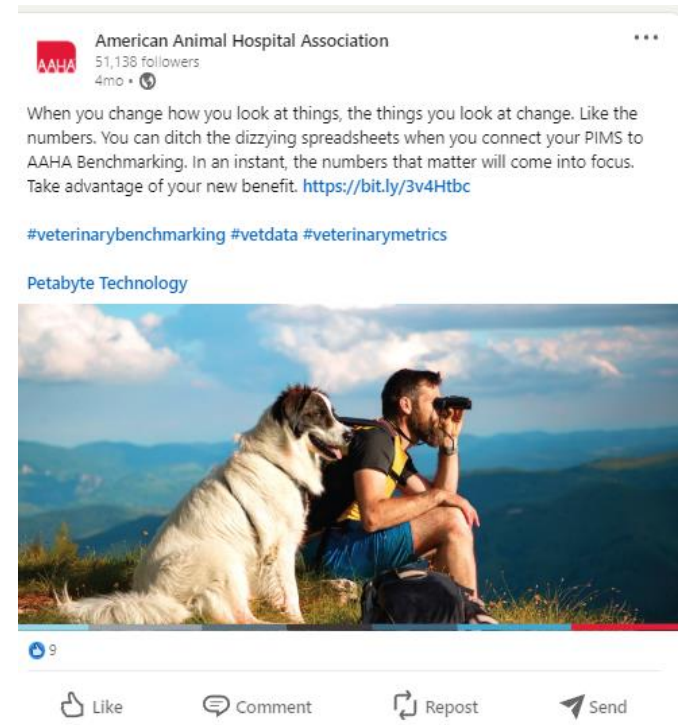 American Animal Hospital Association
AAHA
51,138 followers
4mo •
When you change how you look at things, the things you look at change. Like the
numbers. You can ditch the dizzying spreadsheets when you connect your PIMS to
AAHA Benchmarking. In an instant, the numbers that matter will come into focus.
Take advantage of your new benefit. https://bit.ly/3v4Htbc
#veterinarybenchmarking #vetdata #veterinarymetrics
Petabyte Technology
9
Like Comment Repost Send